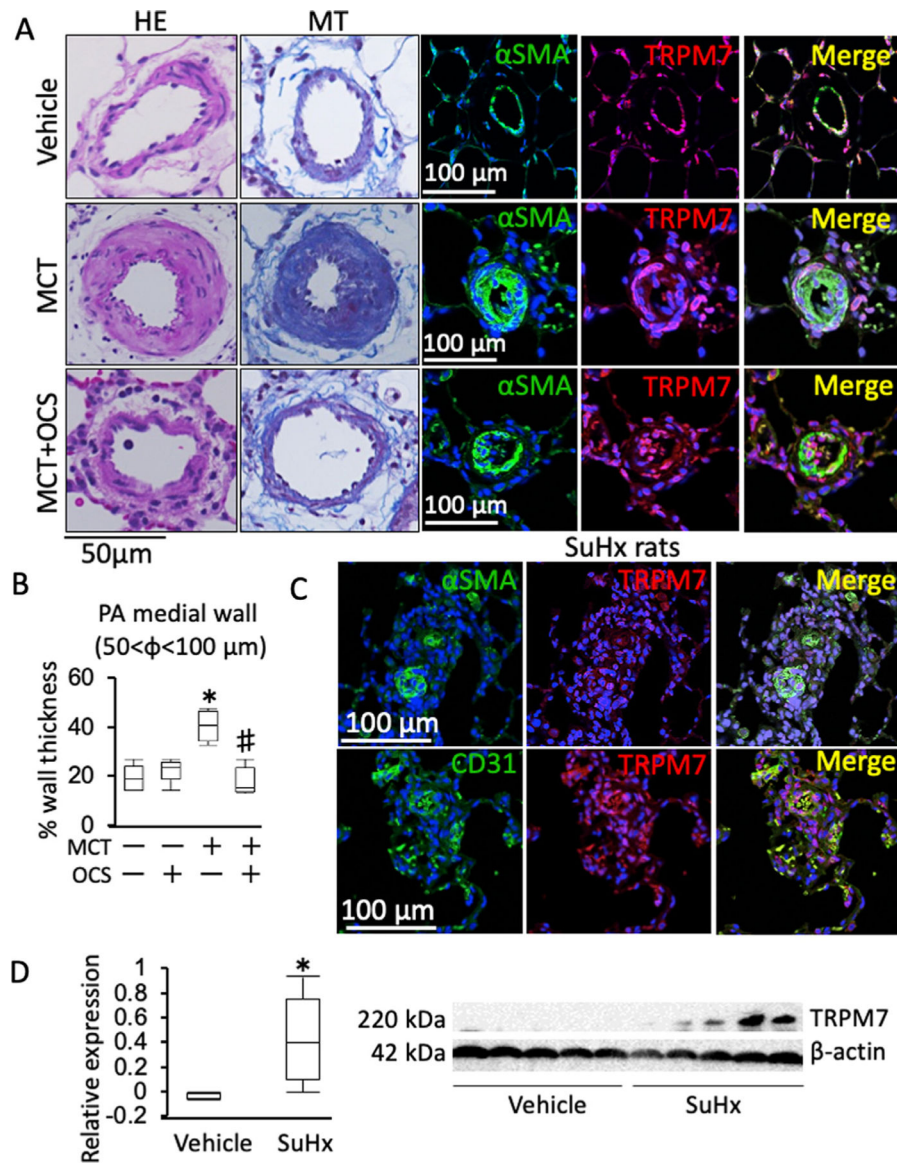 A
HE
MT
Vehicle
αSMA
TRPM7
Merge
100 μm
MCT
αSMA
TRPM7
Merge
100 μm
MCT+OCS
αSMA
TRPM7
Merge
100 μm
50μm
B
PA medial wall
(50<ϕ<100 μm)
% wall thickness
60
40
20
0
*
#
MCT − − + +
OCS − + − +
C
SuHx rats
αSMA
TRPM7
Merge
100 μm
CD31
TRPM7
Merge
100 μm
D
Relative expression
1
0.8
0.6
0.4
0.2
0
-0.2
*
Vehicle
SuHx
220 kDa
TRPM7
42 kDa
β-actin
Vehicle
SuHx